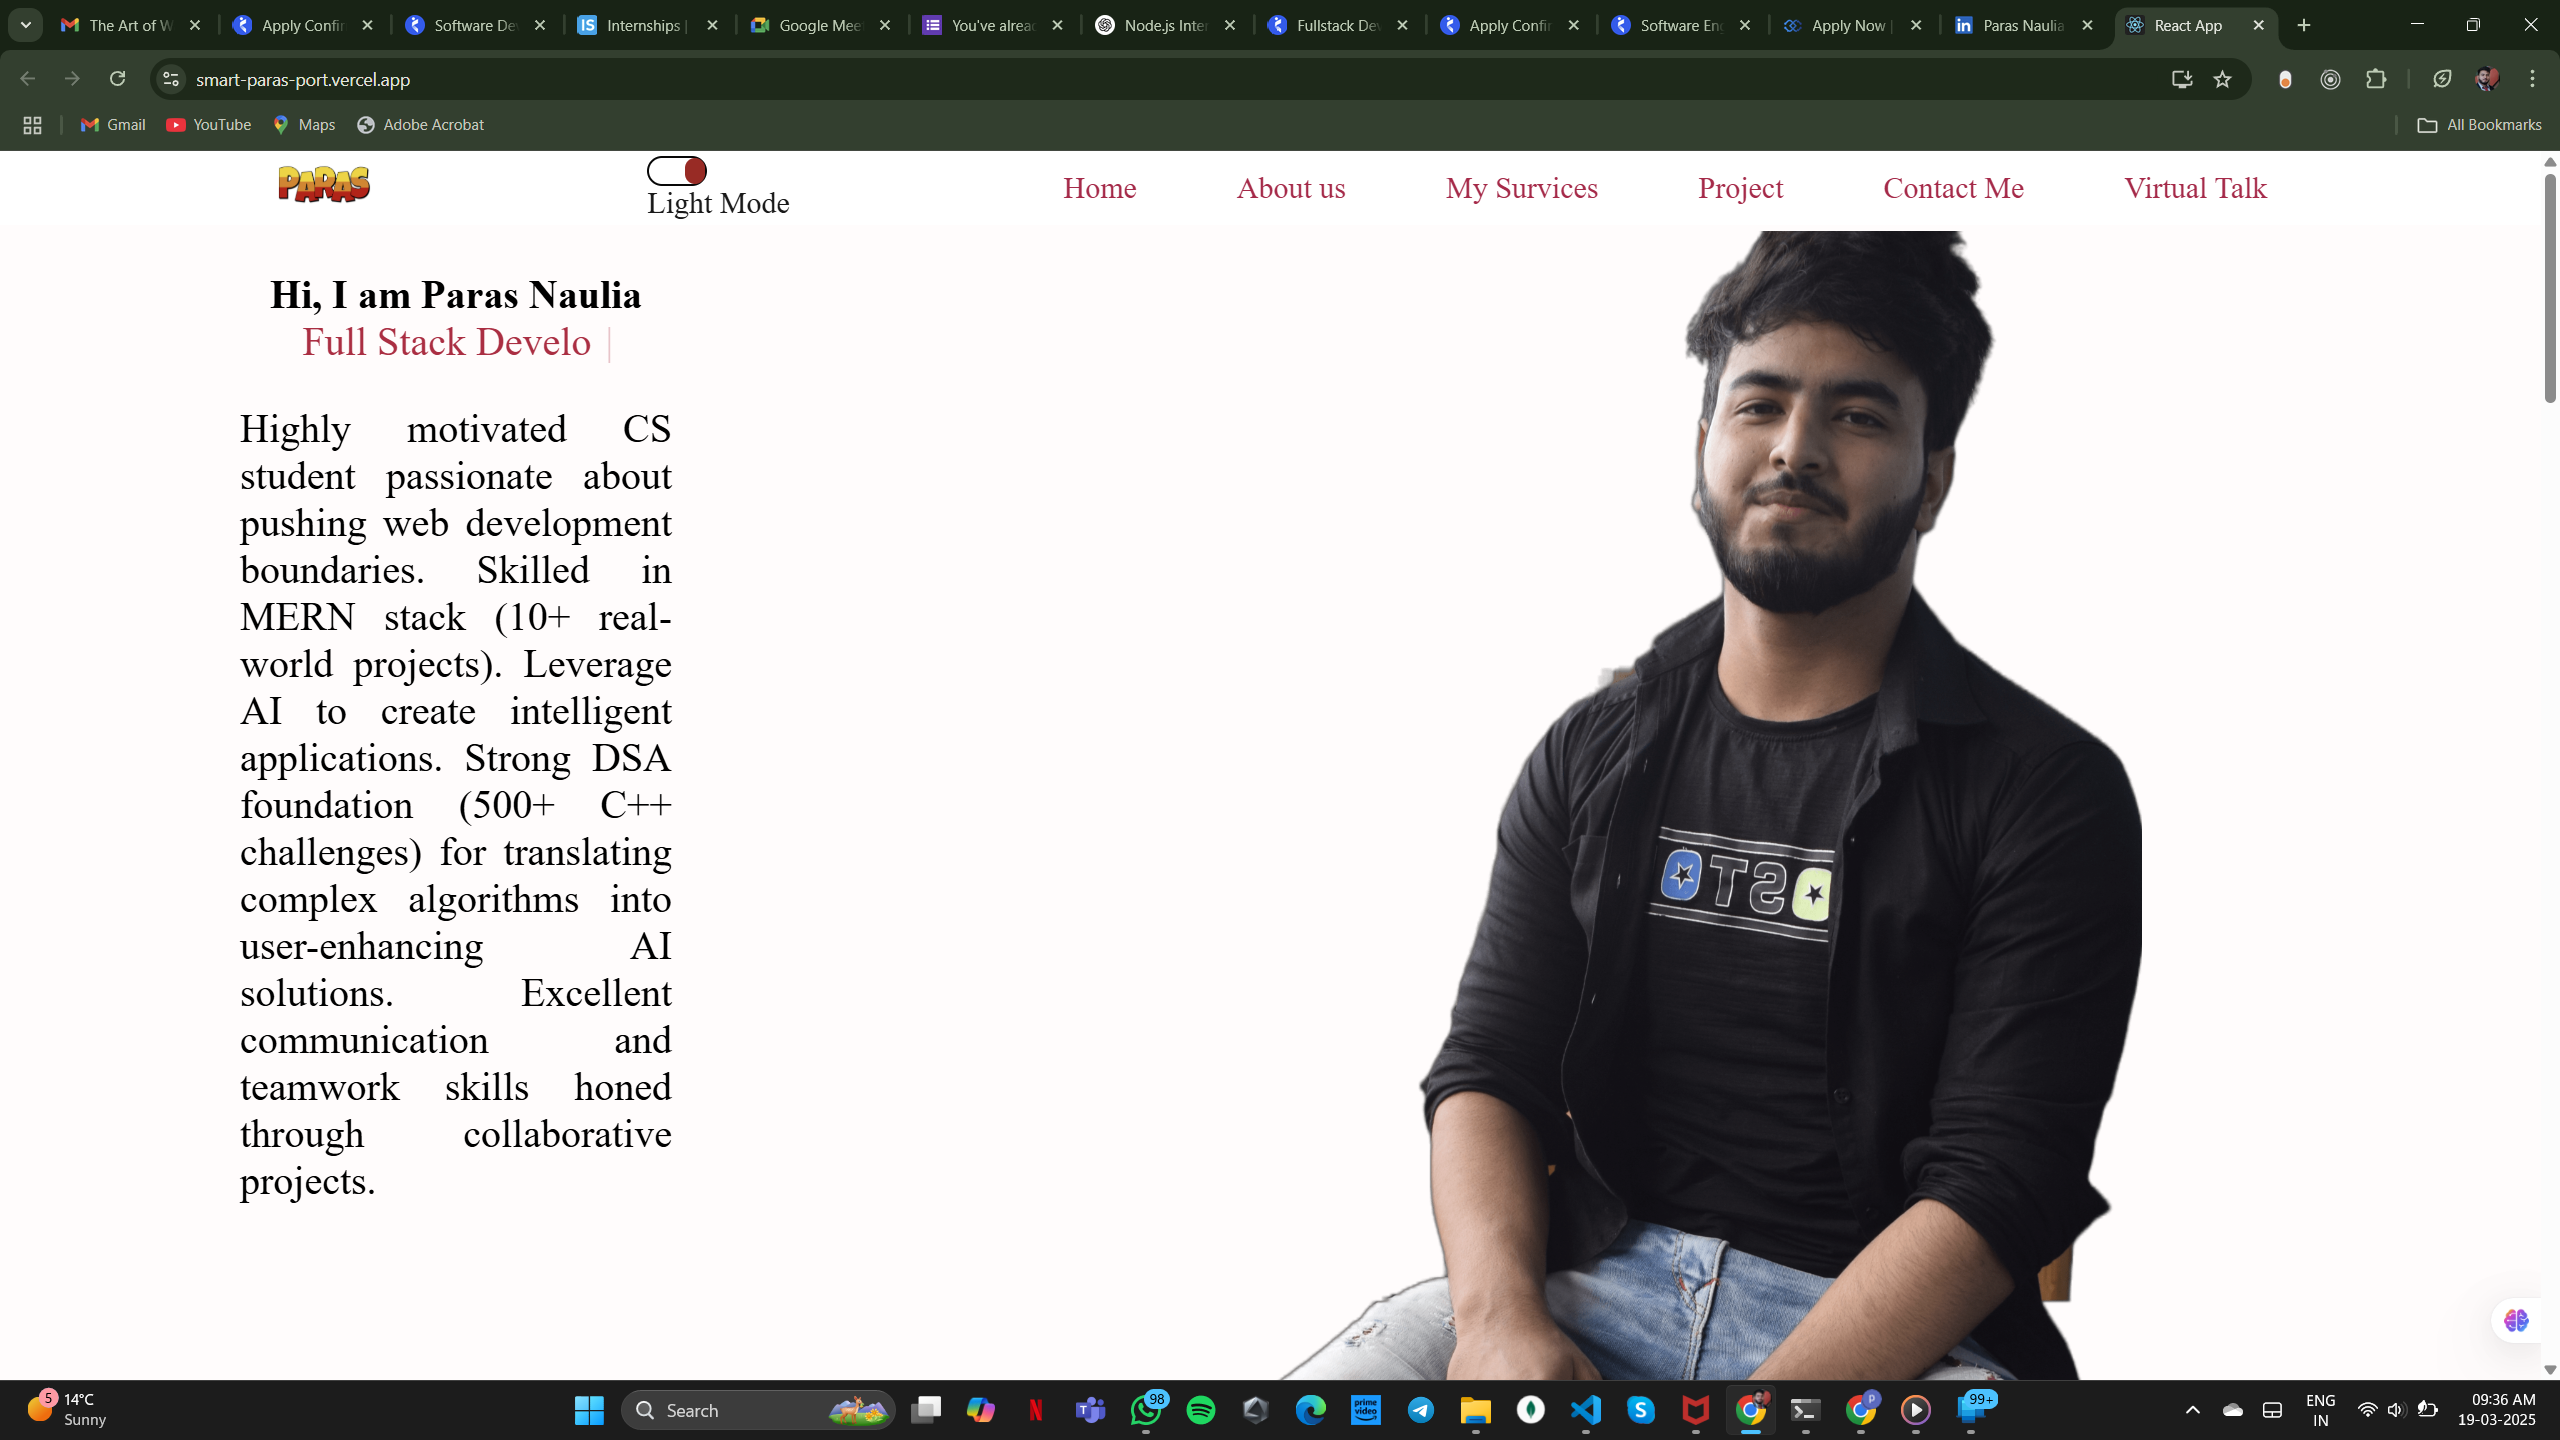 The Art of W
Apply Confir
Software De
Internships |
Google Mee
You've alrea
Node.js Inte
Fullstack De
Apply Confir
Software En
Apply Now |
Paras Naulia
React App
smart-paras-port.vercel.app
Gmail
YouTube
Maps
Adobe Acrobat
All Bookmarks
PARAS
Light Mode
Home
About us
My Survices
Project
Contact Me
Virtual Talk
Hi, I am Paras Naulia
Full Stack Develo |
Highly motivated CS
student passionate about
pushing web development
boundaries. Skilled in
MERN stack (10+ real-
world projects). Leverage
AI to create intelligent
applications. Strong DSA
foundation (500+ C++
challenges) for translating
complex algorithms into
user-enhancing AI
solutions. Excellent
communication and
teamwork skills honed
through collaborative
projects.
5
14°C
Sunny
Search
98
prime video
P
99+
ENG
IN
09:36 AM
19-03-2025